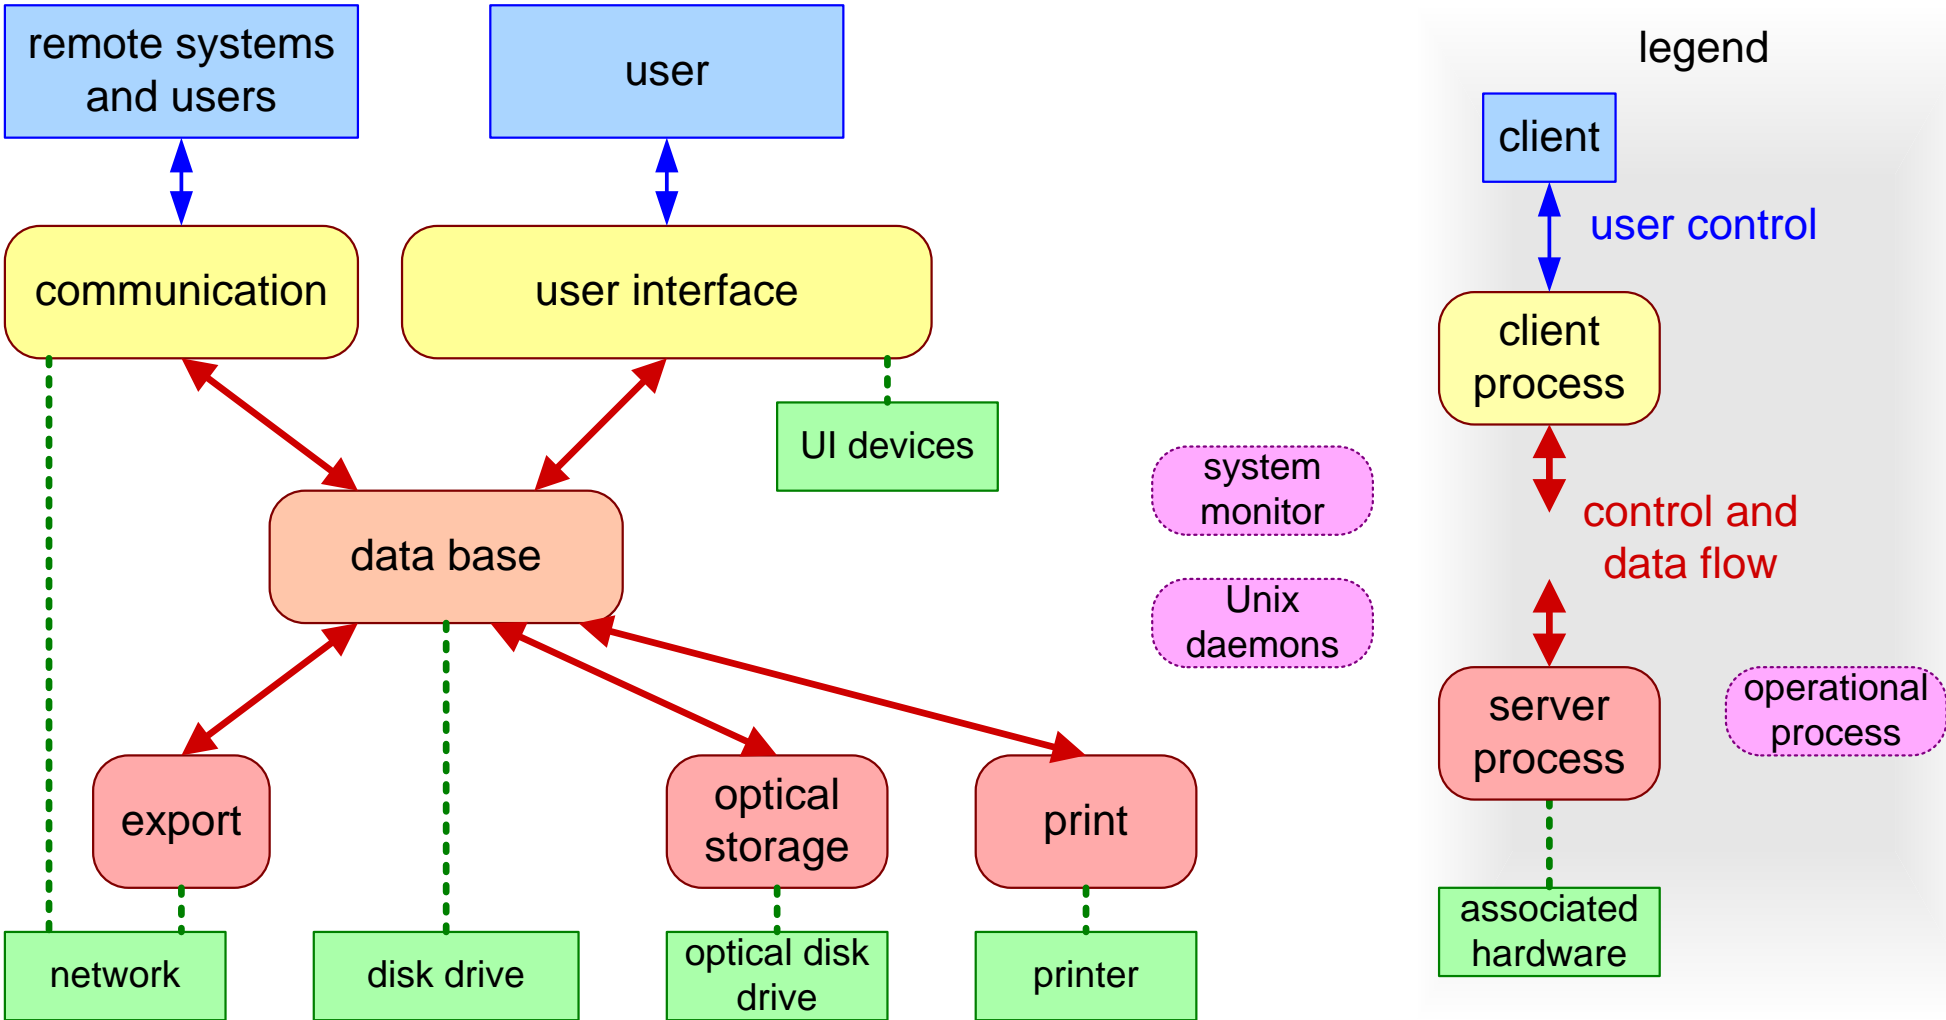 remote systems
and users
user
communication
user interface
UI devices
data base
system
monitor
Unix
daemons
export
optical
storage
print
network
disk drive
optical disk
drive
printer
legend
client
user control
client
process
control and
data flow
server
process
operational
process
associated
hardware